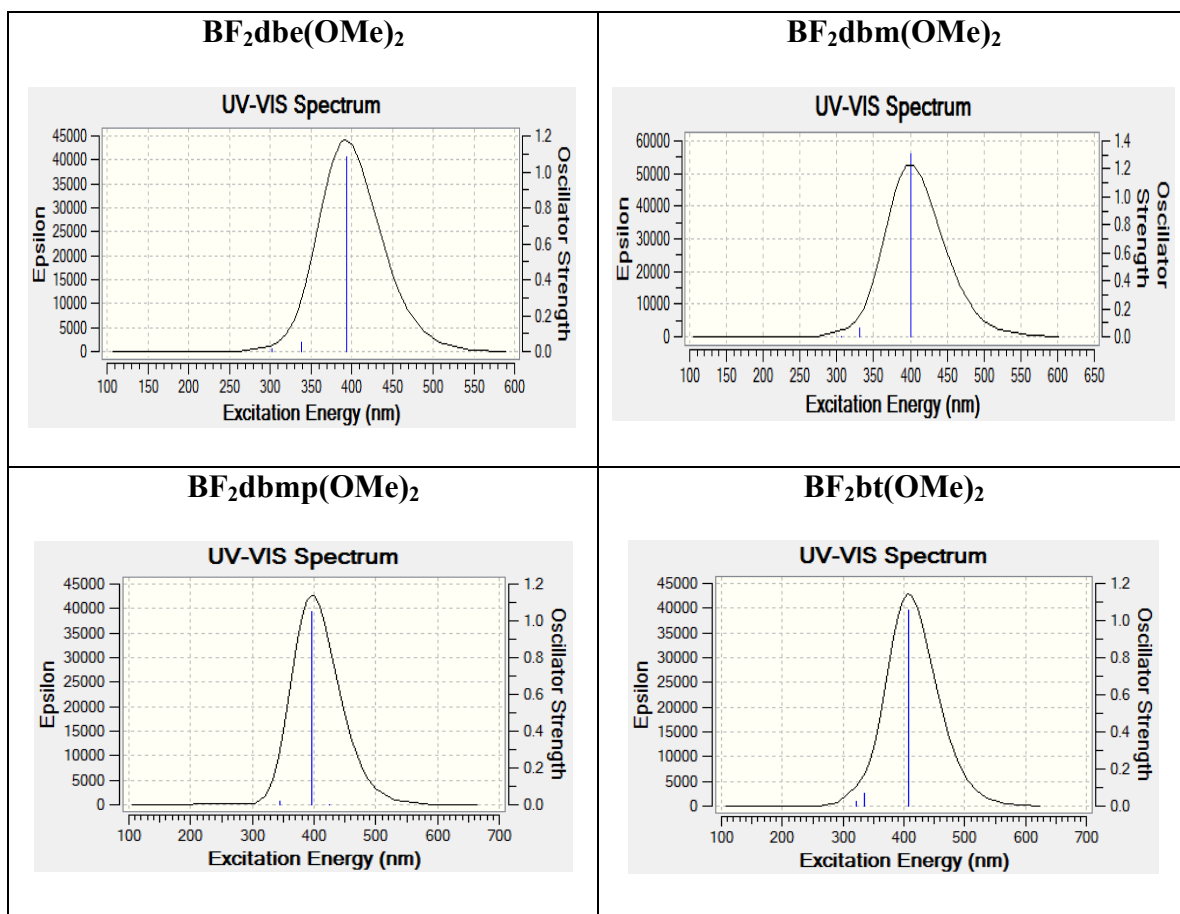 BF₂dbe(OMe)₂
UV-VIS Spectrum
45000
40000
35000
30000
25000
20000
15000
10000
5000
0
Epsilon
1.2
1.0
0.8
0.6
0.4
0.2
0.0
Oscillator Strength
100 150 200 250 300 350 400 450 500 550 600
Excitation Energy (nm)
BF₂dbm(OMe)₂
UV-VIS Spectrum
60000
50000
40000
30000
20000
10000
0
Epsilon
1.4
1.2
1.0
0.8
0.6
0.4
0.2
0.0
Oscillator
Strength
100 150 200 250 300 350 400 450 500 550 600 650
Excitation Energy (nm)
BF₂dbmp(OMe)₂
UV-VIS Spectrum
45000
40000
35000
30000
25000
20000
15000
10000
5000
0
Epsilon
1.2
1.0
0.8
0.6
0.4
0.2
0.0
Oscillator Strength
100 200 300 400 500 600 700
Excitation Energy (nm)
BF₂bt(OMe)₂
UV-VIS Spectrum
45000
40000
35000
30000
25000
20000
15000
10000
5000
0
Epsilon
1.2
1.0
0.8
0.6
0.4
0.2
0.0
Oscillator Strength
100 200 300 400 500 600 700
Excitation Energy (nm)